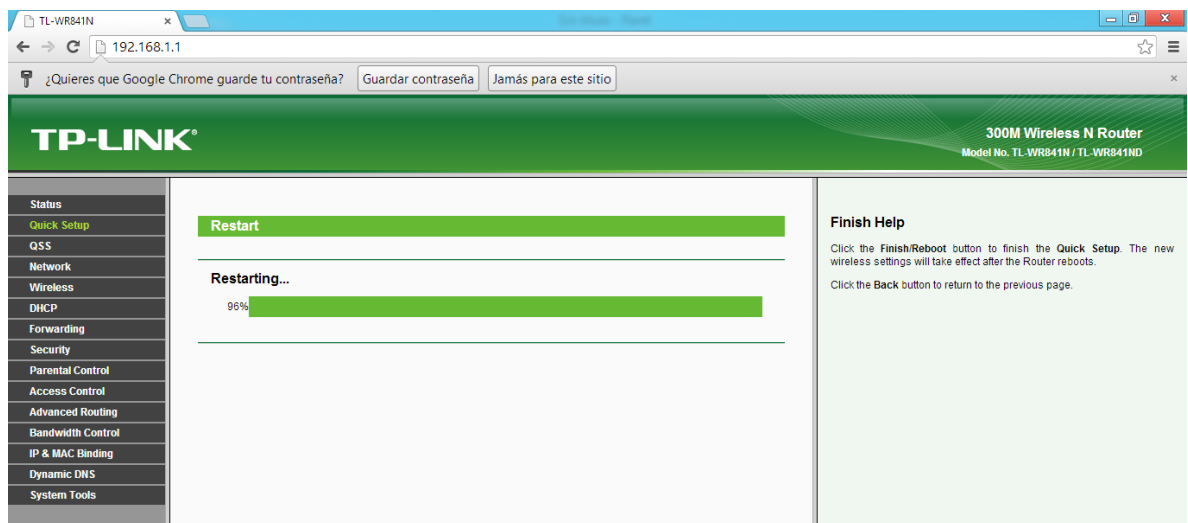 TL-WR841N
192.168.1.1
¿Quieres que Google Chrome guarde tu contraseña? Guardar contraseña Jamás para este sitio
TP-LINK®
300M Wireless N Router
Model No. TL-WR841N / TL-WR841ND
Status
Quick Setup
QSS
Network
Wireless
DHCP
Forwarding
Security
Parental Control
Access Control
Advanced Routing
Bandwidth Control
IP & MAC Binding
Dynamic DNS
System Tools
Restart
Restarting...
96%
Finish Help
Click the Finish/Reboot button to finish the Quick Setup. The new
wireless settings will take effect after the Router reboots.
Click the Back button to return to the previous page.